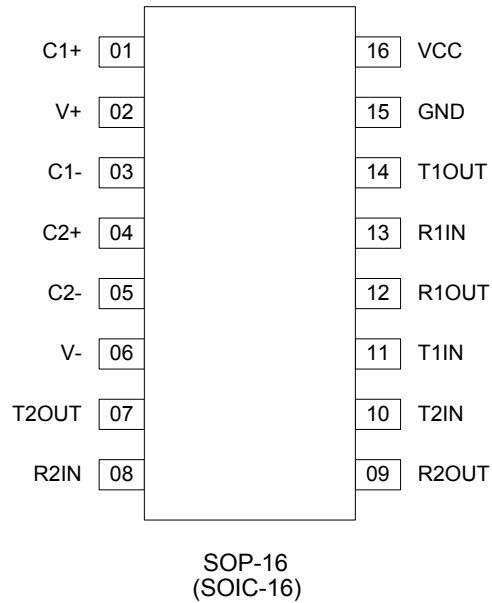 C1+ 01 16 VCC
V+ 02 15 GND
C1- 03 14 T1OUT
C2+ 04 13 R1IN
C2- 05 12 R1OUT
V- 06 11 T1IN
T2OUT 07 10 T2IN
R2IN 08 09 R2OUT
SOP-16
(SOIC-16)